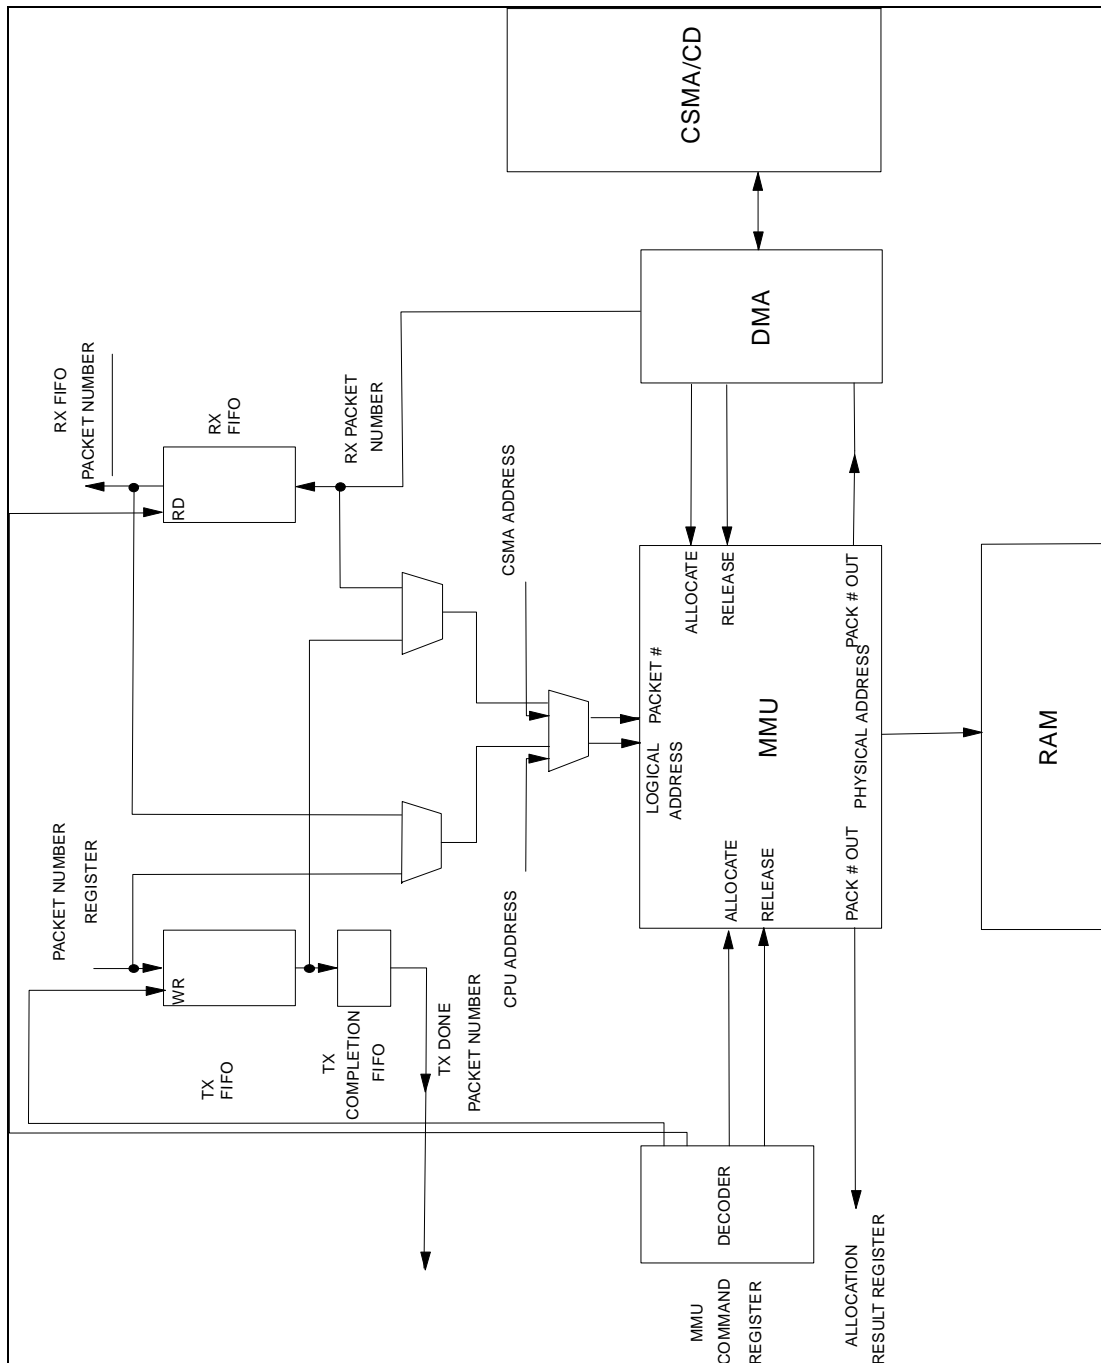 CSMA/CD
DMA
RX FIFO
PACKET NUMBER
RX
FIFO
RD
RX PACKET
NUMBER
CSMA ADDRESS
ALLOCATE
RELEASE
PACK # OUT
PACKET #
LOGICAL
ADDRESS
MMU
PHYSICAL ADDRESS
RAM
ALLOCATE
RELEASE
PACK # OUT
PACKET NUMBER
REGISTER
WR
TX
FIFO
TX
COMPLETION
FIFO
TX DONE
PACKET NUMBER
CPU ADDRESS
DECODER
MMU
COMMAND
REGISTER
ALLOCATION
RESULT REGISTER